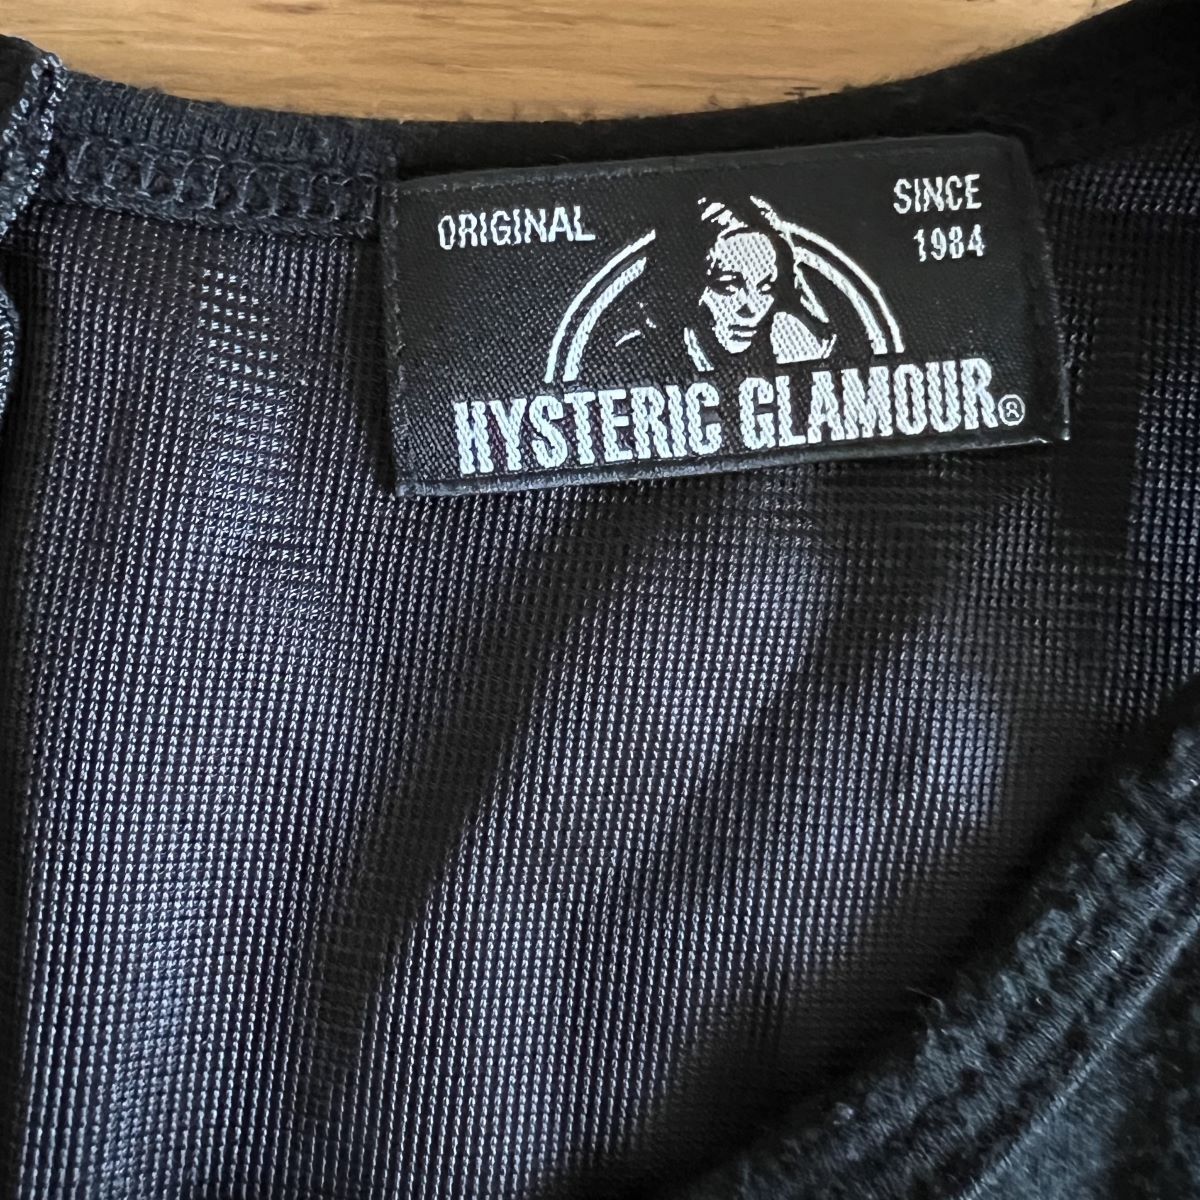 ORIGINAL
SINCE
1984
HYSTERIC GLAMOUR®